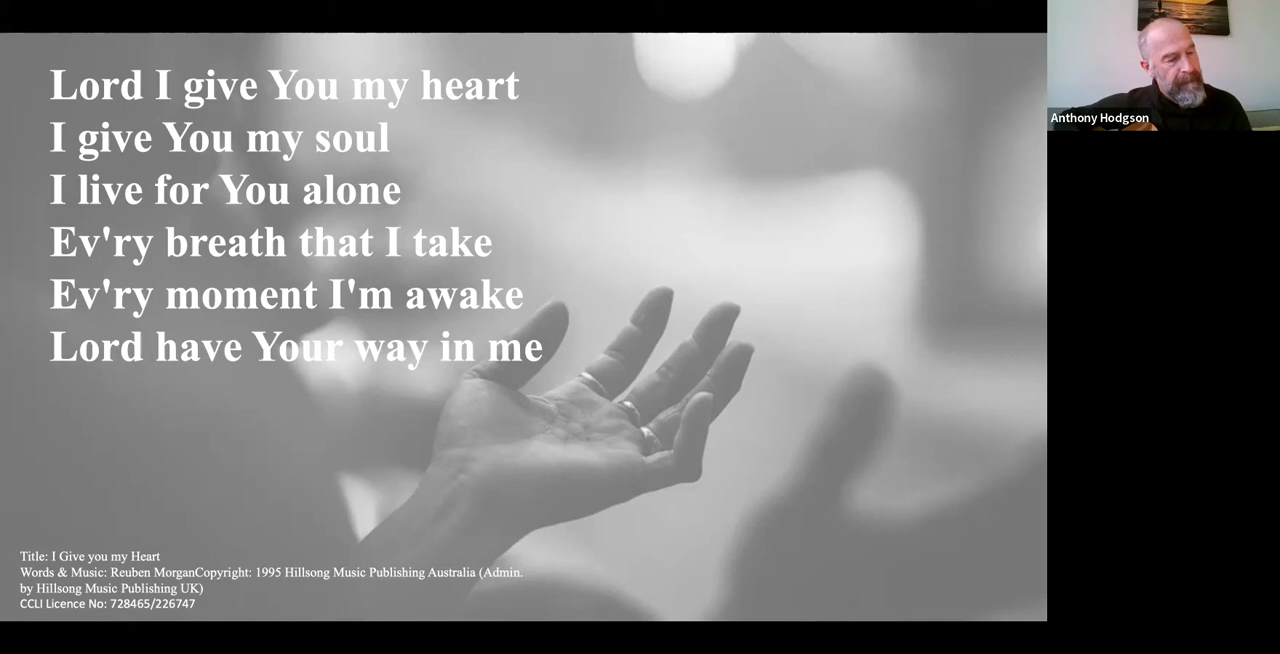 Lord I give You my heart
I give You my soul
I live for You alone
Ev'ry breath that I take
Ev'ry moment I'm awake
Lord have Your way in me
Title: I Give you my Heart
Words & Music: Reuben MorganCopyright: 1995 Hillsong Music Publishing Australia (Admin.
by Hillsong Music Publishing UK)
CCLI Licence No: 728465/226747
Anthony Hodgson